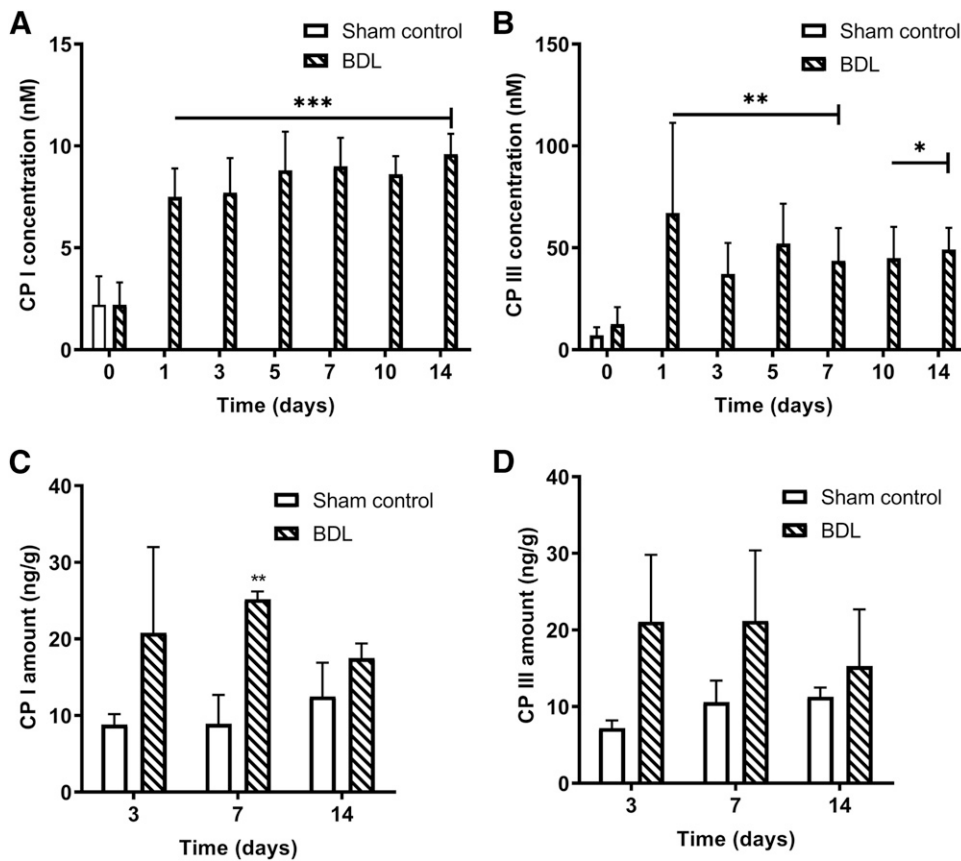 A
Sham control
BDL
CP I concentration (nM)
15
10
5
0
***
0 1 3 5 7 10 14
Time (days)
B
Sham control
BDL
CP III concentration (nM)
150
100
50
0
**
*
0 1 3 5 7 10 14
Time (days)
C
Sham control
BDL
CP I amount (ng/g)
40
30
20
10
0
**
3 7 14
Time (days)
D
Sham control
BDL
CP III amount (ng/g)
40
30
20
10
0
3 7 14
Time (days)